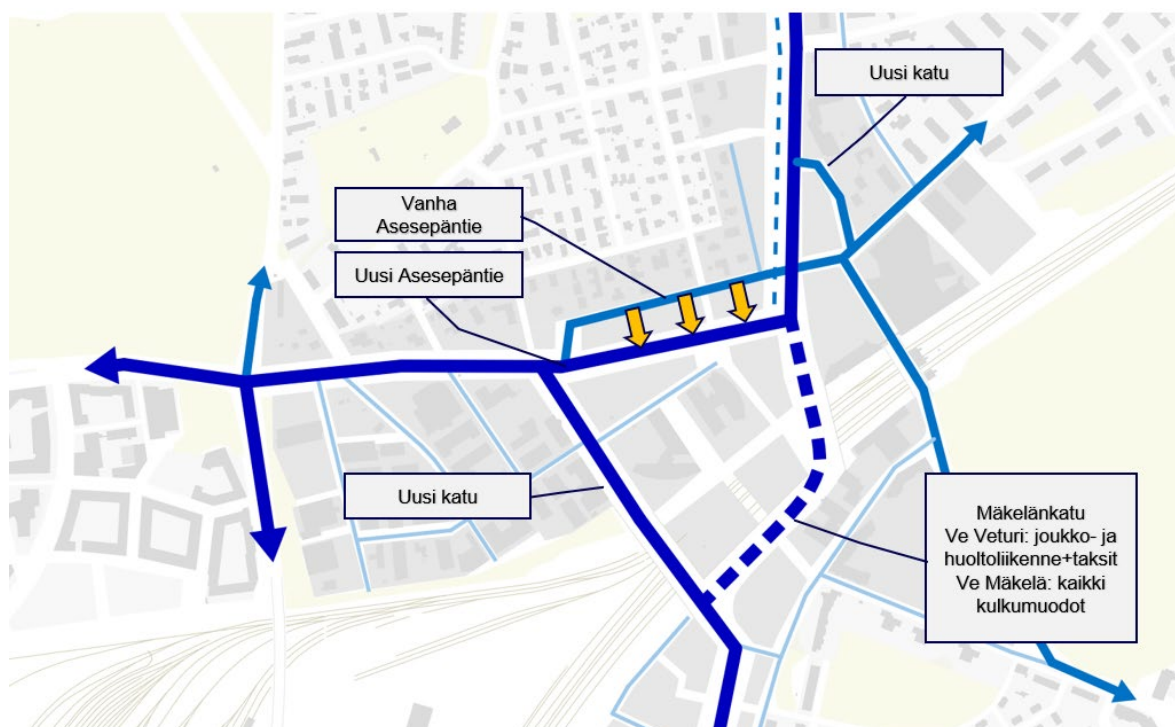 Uusi katu
Vanha
Asesepäntie
Uusi Asesepäntie
Uusi katu
Mäkelänkatu
Ve Veturi: joukko- ja
huoltoliikenne+taksit
Ve Mäkelä: kaikki
kulkumuodot